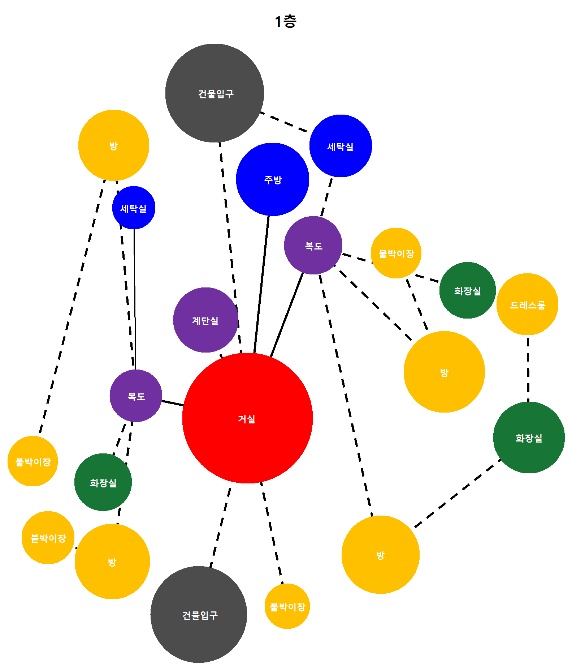 1층
건물입구
방
세탁실
주방
세탁실
복도
붙박이장
화장실
드레스룸
계단실
방
복도
거실
화장실
붙박이장
화장실
붙박이장
방
방
건물입구
붙박이장